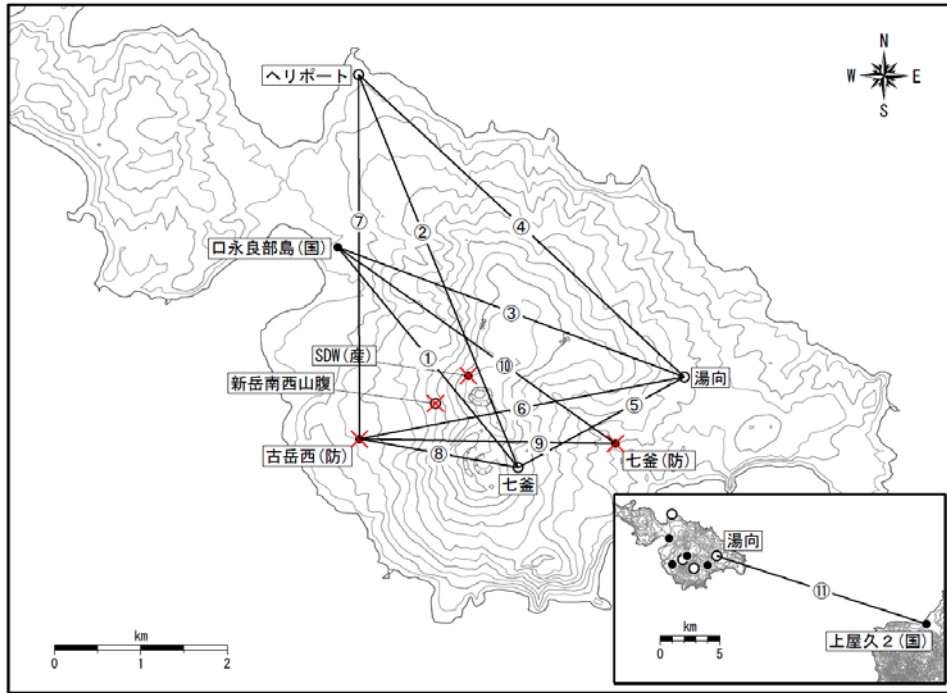 N
W E
S
ヘリポート
⑦
②
④
口永良部島(国)
③
SDW(産)
①
⑩
新岳南西山腹
湯向
⑥
⑤
古岳西(防)
⑧
⑨
七釜(防)
七釜
湯向
⑪
上屋久2(国)
km
0 5
km
0 1 2